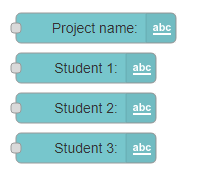 Project name: abc
Student 1: abc
Student 2: abc
Student 3: abc